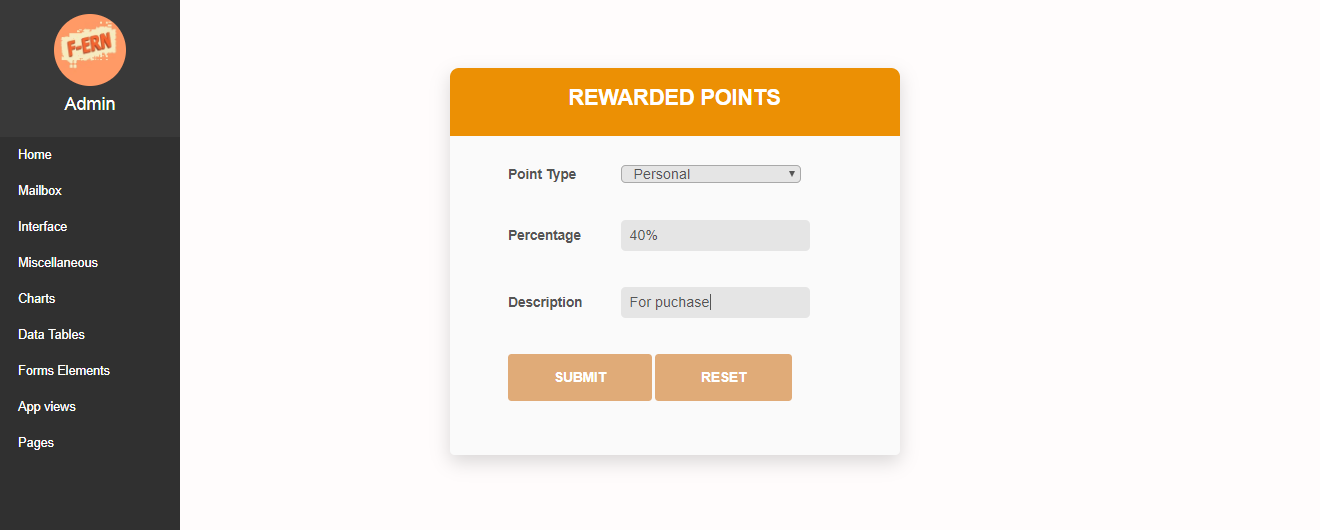 F-ERN
Admin
Home
Mailbox
Interface
Miscellaneous
Charts
Data Tables
Forms Elements
App views
Pages
REWARDED POINTS
Point Type Personal
Percentage 40%
Description For puchase
SUBMIT RESET